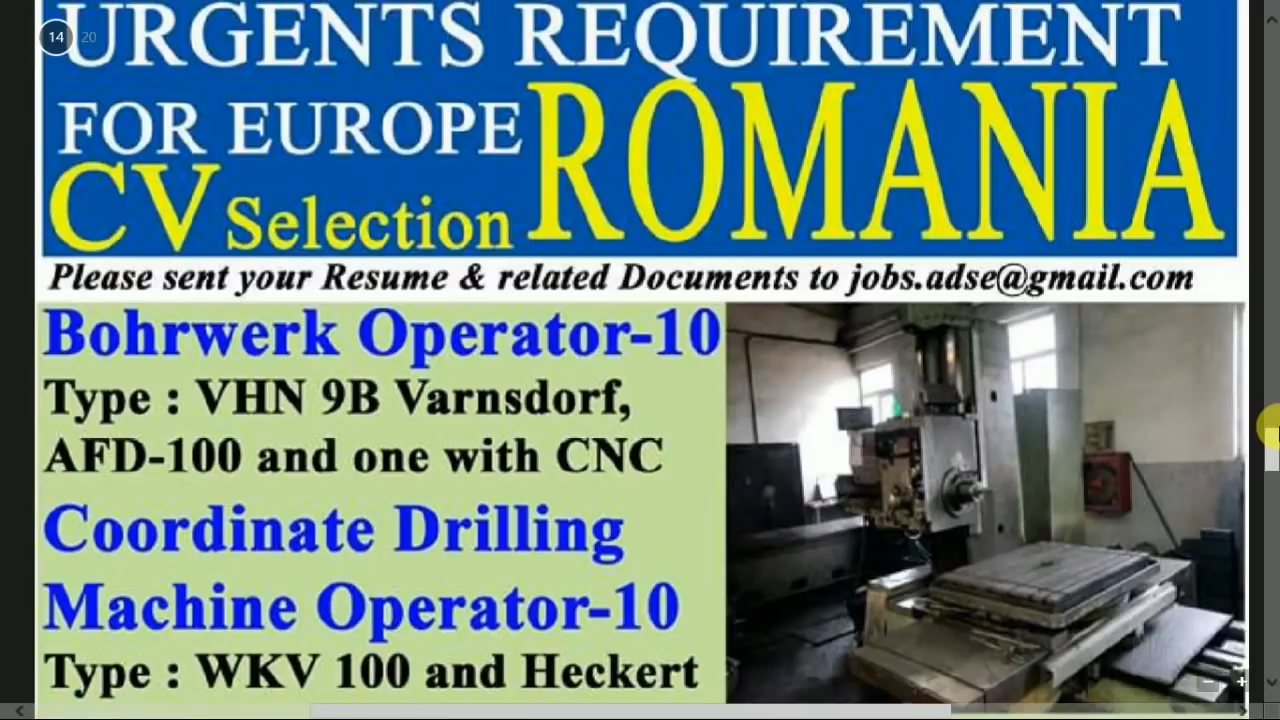 14 20
URGENTS REQUIREMENT
FOR EUROPE ROMANIA
CV Selection
Please sent your Resume & related Documents to jobs.adse@gmail.com
Bohrwerk Operator-10
Type : VHN 9B Varnsdorf,
AFD-100 and one with CNC
Coordinate Drilling
Machine Operator-10
Type : WKV 100 and Heckert